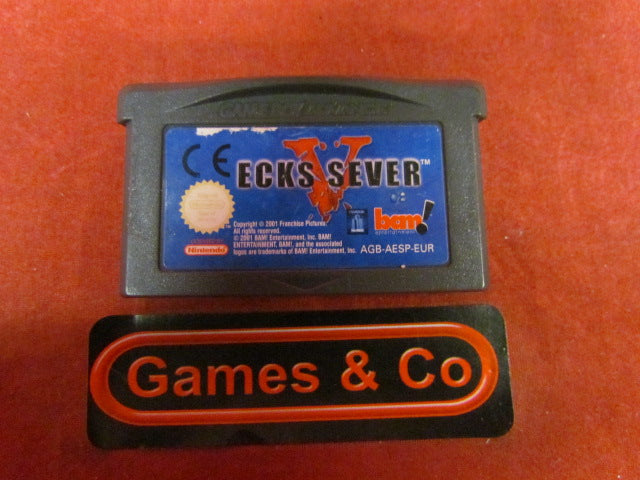 GAME BOY ADVANCE
CE
ECKS V SEVER™
Copyright © 2001 Franchise Pictures.
All rights reserved.
© 2001 BAM! Entertainment, Inc. BAM!
ENTERTAINMENT, BAM!, and the associated
logos are trademarks of BAM! Entertainment, Inc.
Nintendo
bam!
entertainment
AGB-AESP-EUR
Games & Co